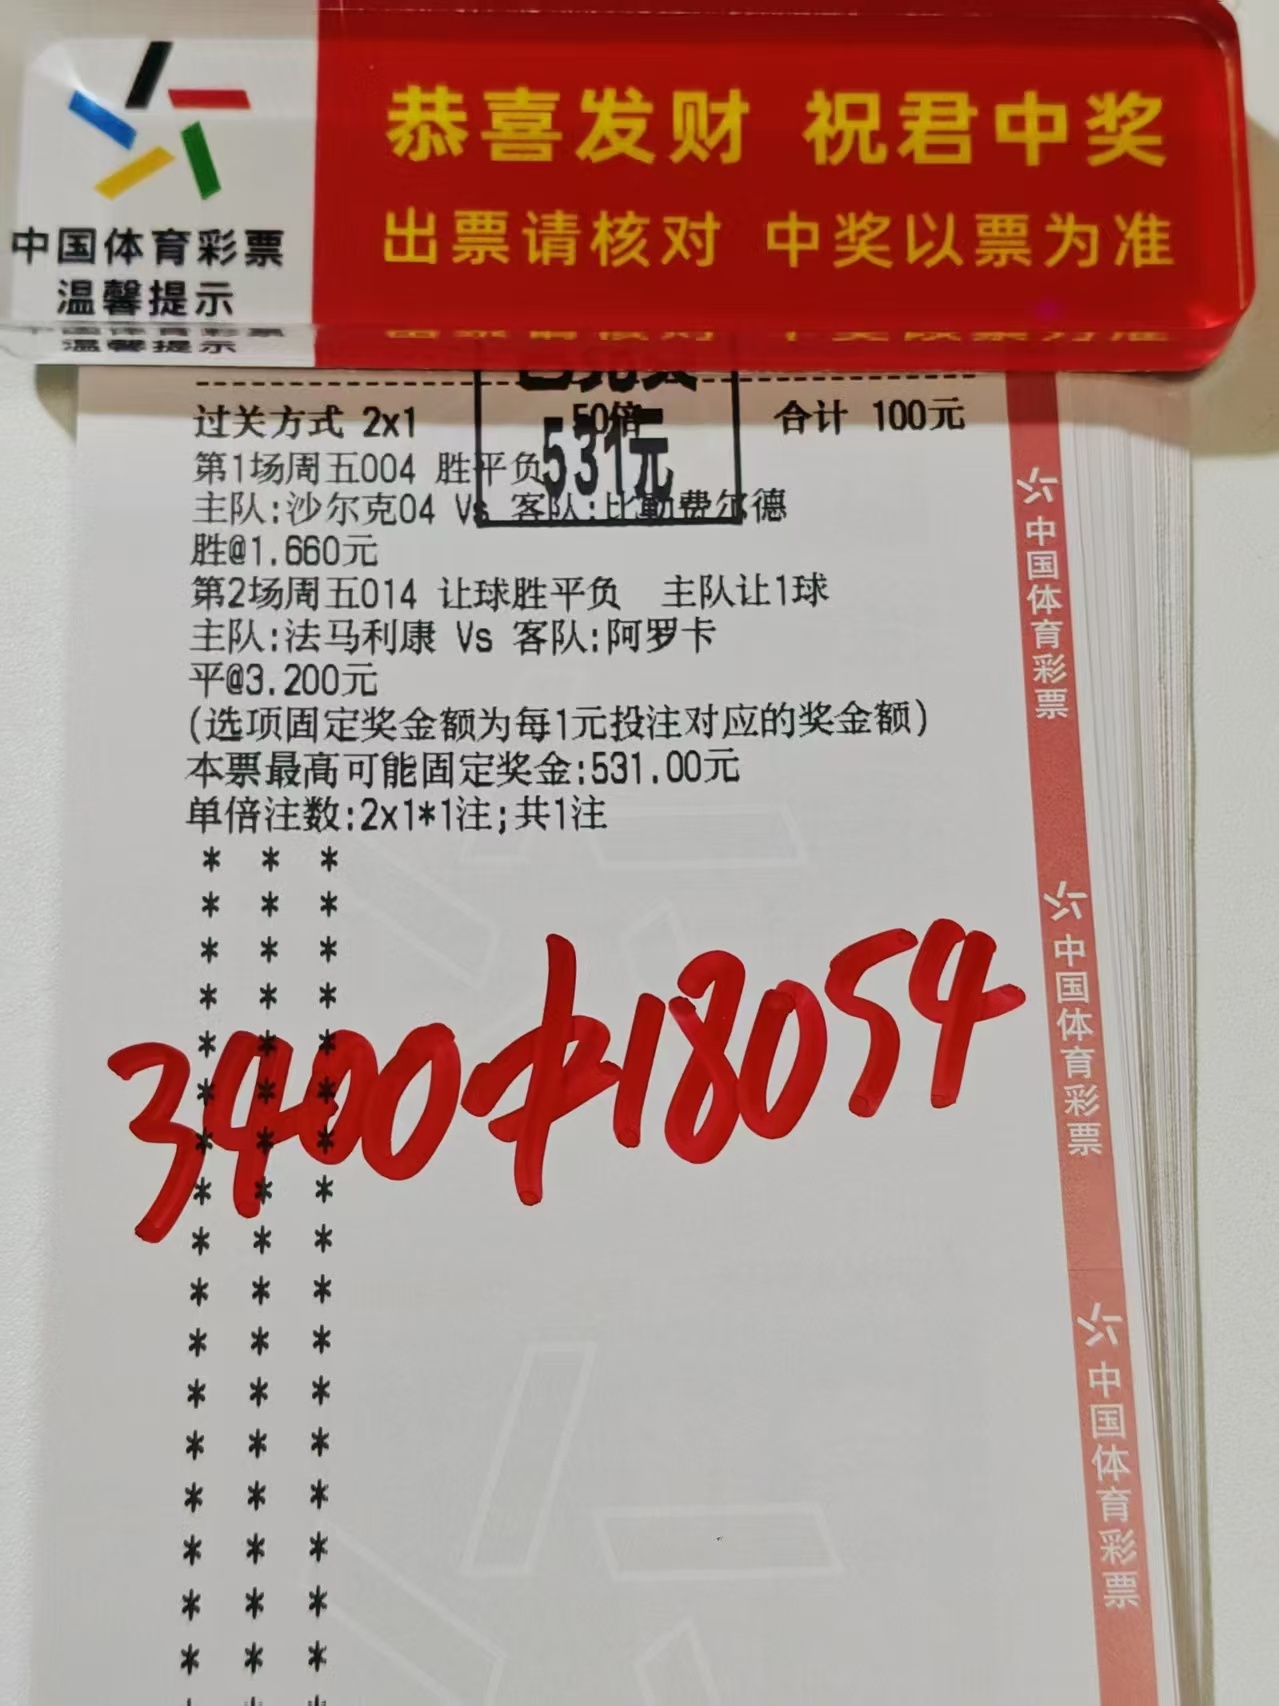 恭喜发财 祝君中奖
出票请核对 中奖以票为准
中国体育彩票
温馨提示
过关方式 2x1 50倍 合计 100元
531元
第1场周五004 胜平负
主队:沙尔克04 Vs 客队:比勒费尔德
胜@1.660元
第2场周五014 让球胜平负 主队让1球
主队:法马利康 Vs 客队:阿罗卡
平@3.200元
(选项固定奖金额为每1元投注对应的奖金额)
本票最高可能固定奖金:531.00元
单倍注数:2x1*1注;共1注
3400中18054
中国体育彩票
中国体育彩票
中国体育彩票